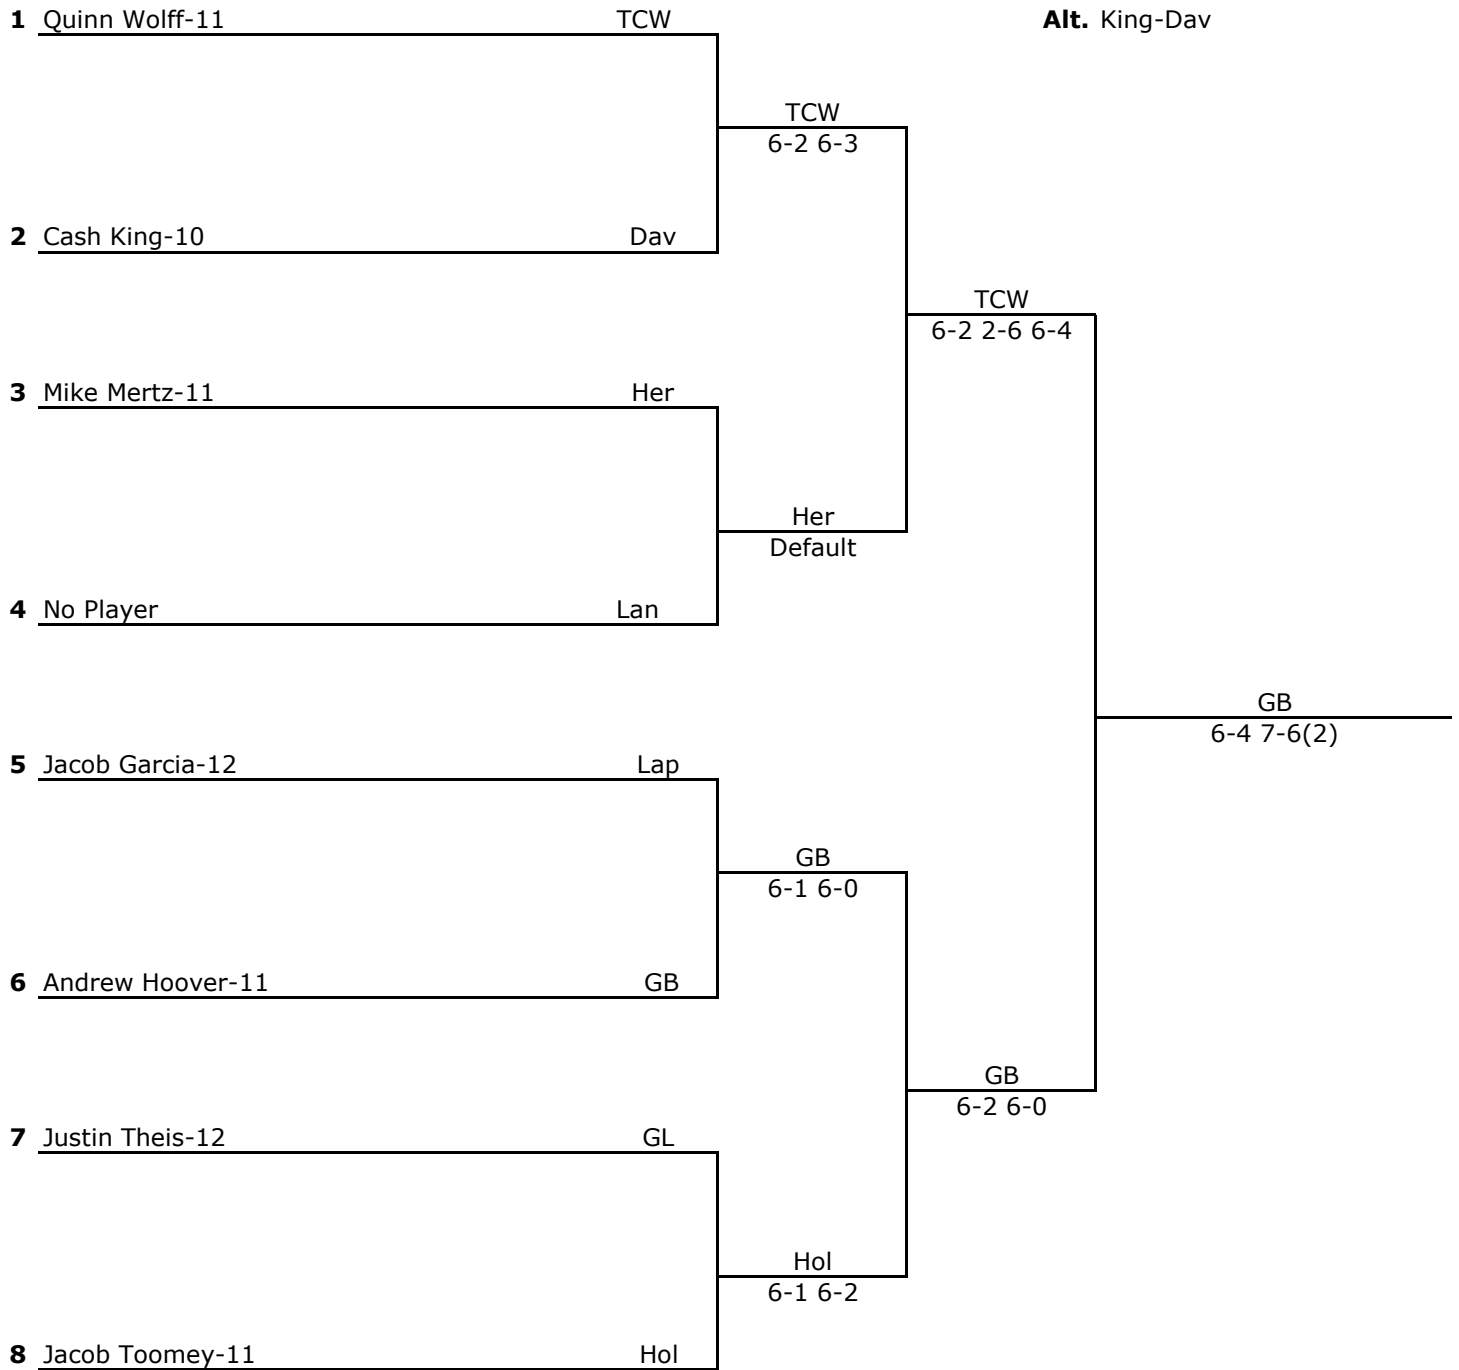 1 Quinn Wolff-11 TCW
Alt. King-Dav
TCW
6-2 6-3
2 Cash King-10 Dav
TCW
6-2 2-6 6-4
3 Mike Mertz-11 Her
Her
Default
4 No Player Lan
GB
6-4 7-6(2)
5 Jacob Garcia-12 Lap
GB
6-1 6-0
6 Andrew Hoover-11 GB
GB
6-2 6-0
7 Justin Theis-12 GL
Hol
6-1 6-2
8 Jacob Toomey-11 Hol